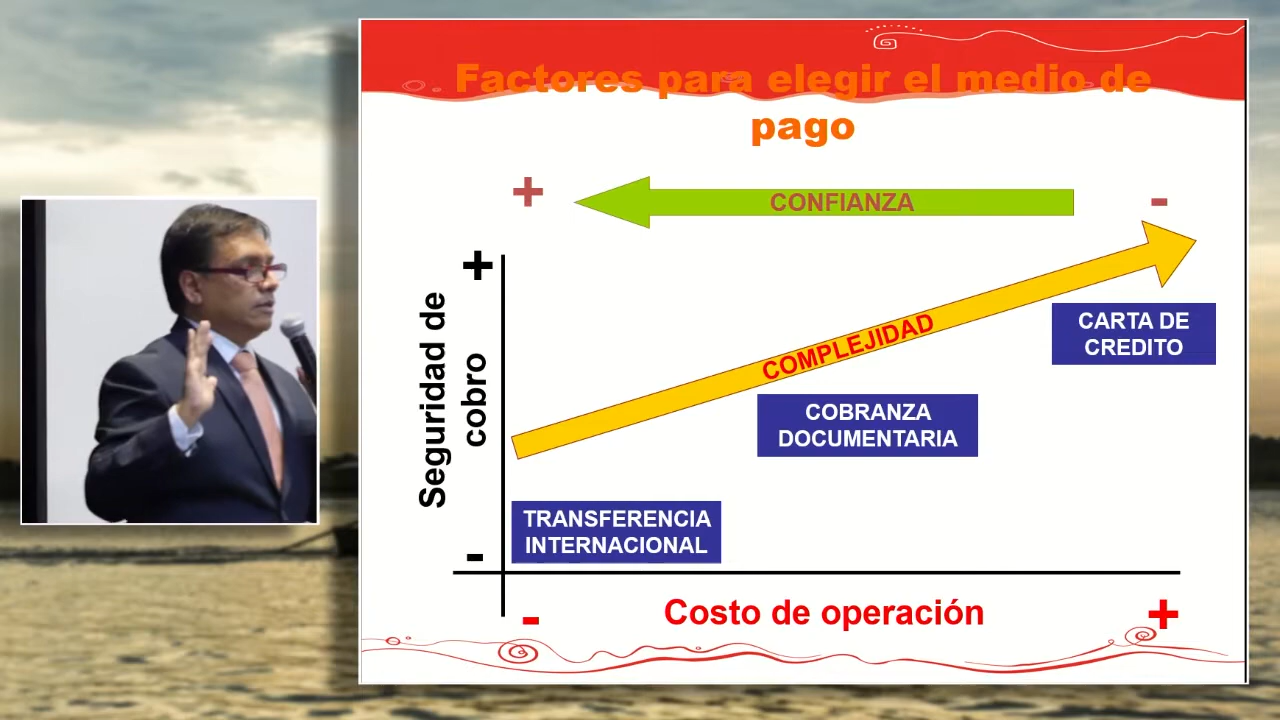 Factores para elegir el medio de
pago
+
CONFIANZA
-
+
Seguridad de
cobro
-
COMPLEJIDAD
CARTA DE
CREDITO
COBRANZA
DOCUMENTARIA
TRANSFERENCIA
INTERNACIONAL
-
Costo de operación
+